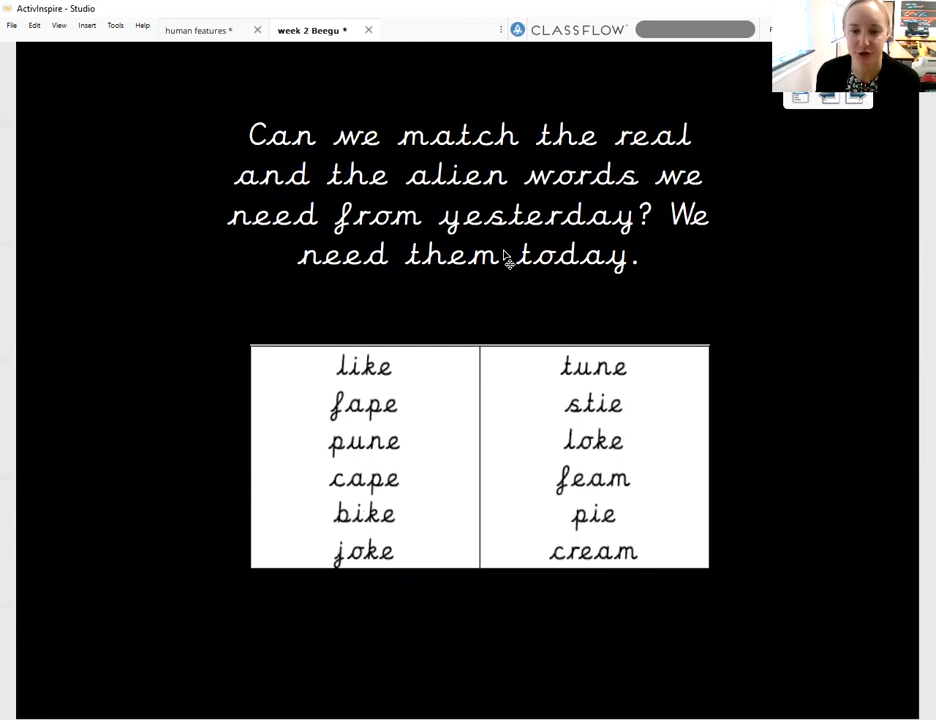 ActivInspire - Studio
File Edit View Insert Tools Help human features * week 2 Beegu * CLASSFLOW
Can we match the real
and the alien words we
need from yesterday? We
need them today.
like tune
fape stie
pune loke
cape feam
bike pie
joke cream